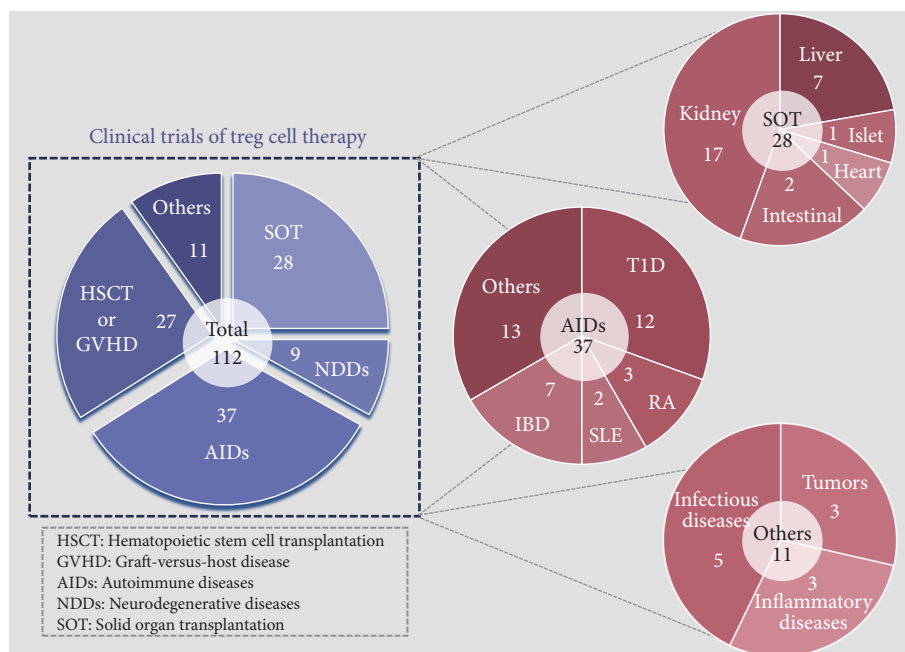 Clinical trials of treg cell therapy
Others
11
SOT
28
HSCT
or
GVHD
27
Total
112
9
NDDs
37
AIDs
HSCT: Hematopoietic stem cell transplantation
GVHD: Graft-versus-host disease
AIDs: Autoimmune diseases
NDDs: Neurodegenerative diseases
SOT: Solid organ transplantation
Liver
7
Kidney
17
SOT
28
1 Islet
1
Heart
2
Intestinal
Others
13
T1D
12
AIDs
37
3
RA
7
IBD
2
SLE
Infectious
diseases
5
Tumors
3
Others
11
3
Inflammatory
diseases